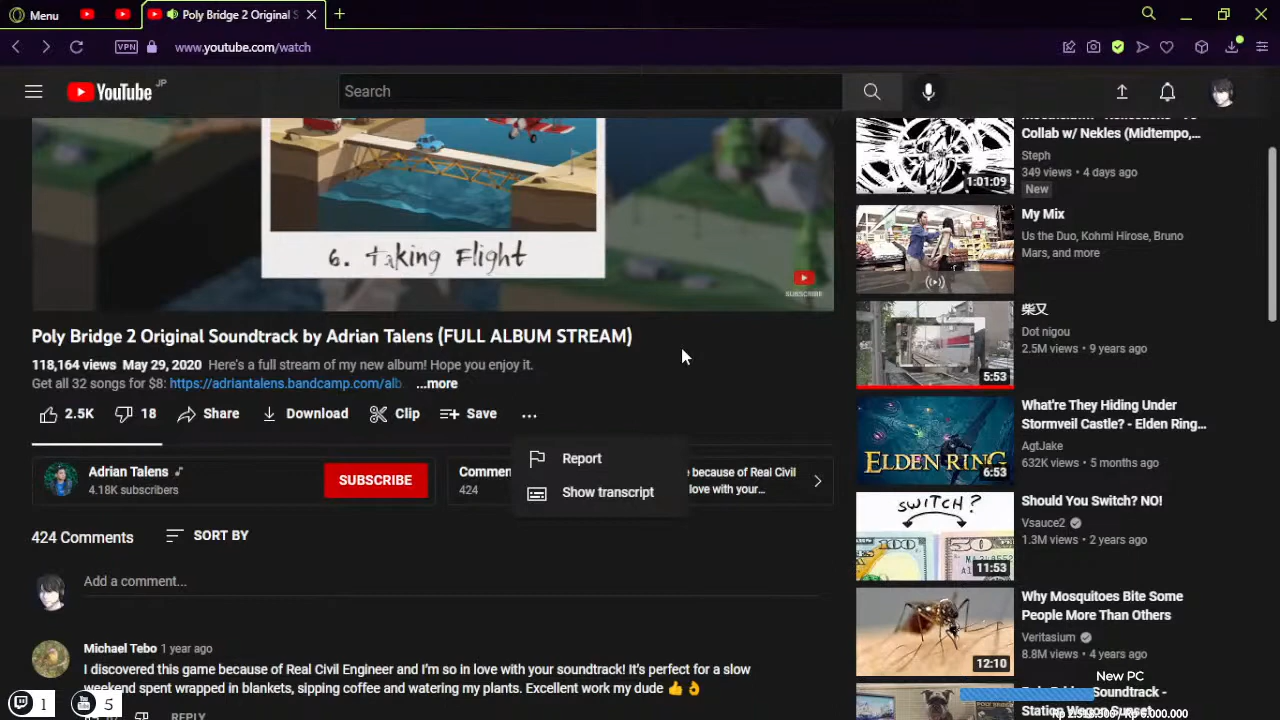 Menu
Poly Bridge 2 Original S
VPN
www.youtube.com/watch
YouTube JP
Search
6. Taking Flight
SUBSCRIBE
Poly Bridge 2 Original Soundtrack by Adrian Talens (FULL ALBUM STREAM)
118,164 views May 29, 2020 Here's a full stream of my new album! Hope you enjoy it.
Get all 32 songs for $8: https://adriantalens.bandcamp.com/alb ...more
2.5K 18 Share Download Clip Save
Report
Show transcript
Adrian Talens
4.18K subscribers
SUBSCRIBE
Commen
424
e because of Real Civil
love with your...
424 Comments
SORT BY
Add a comment...
Michael Tebo 1 year ago
I discovered this game because of Real Civil Engineer and I'm so in love with your soundtrack! It's perfect for a slow
weekend spent wrapped in blankets, sipping coffee and watering my plants. Excellent work my dude 👍👌
REPLY
1
5
Collab w/ Nekles (Midtempo,...
Steph
349 views • 4 days ago
New
1:01:09
My Mix
Us the Duo, Kohmi Hirose, Bruno
Mars, and more
柴又
Dot nigou
2.5M views • 9 years ago
5:53
What're They Hiding Under
Stormveil Castle? - Elden Ring...
AgtJake
632K views • 5 months ago
ELDEN RING
6:53
SWITCH?
100
50
Should You Switch? NO!
Vsauce2
1.3M views • 2 years ago
11:53
Why Mosquitoes Bite Some
People More Than Others
Veritasium
8.8M views • 4 years ago
12:10
New PC
Soundtrack -
Station Wagon Sunset
Rp 5.000.000